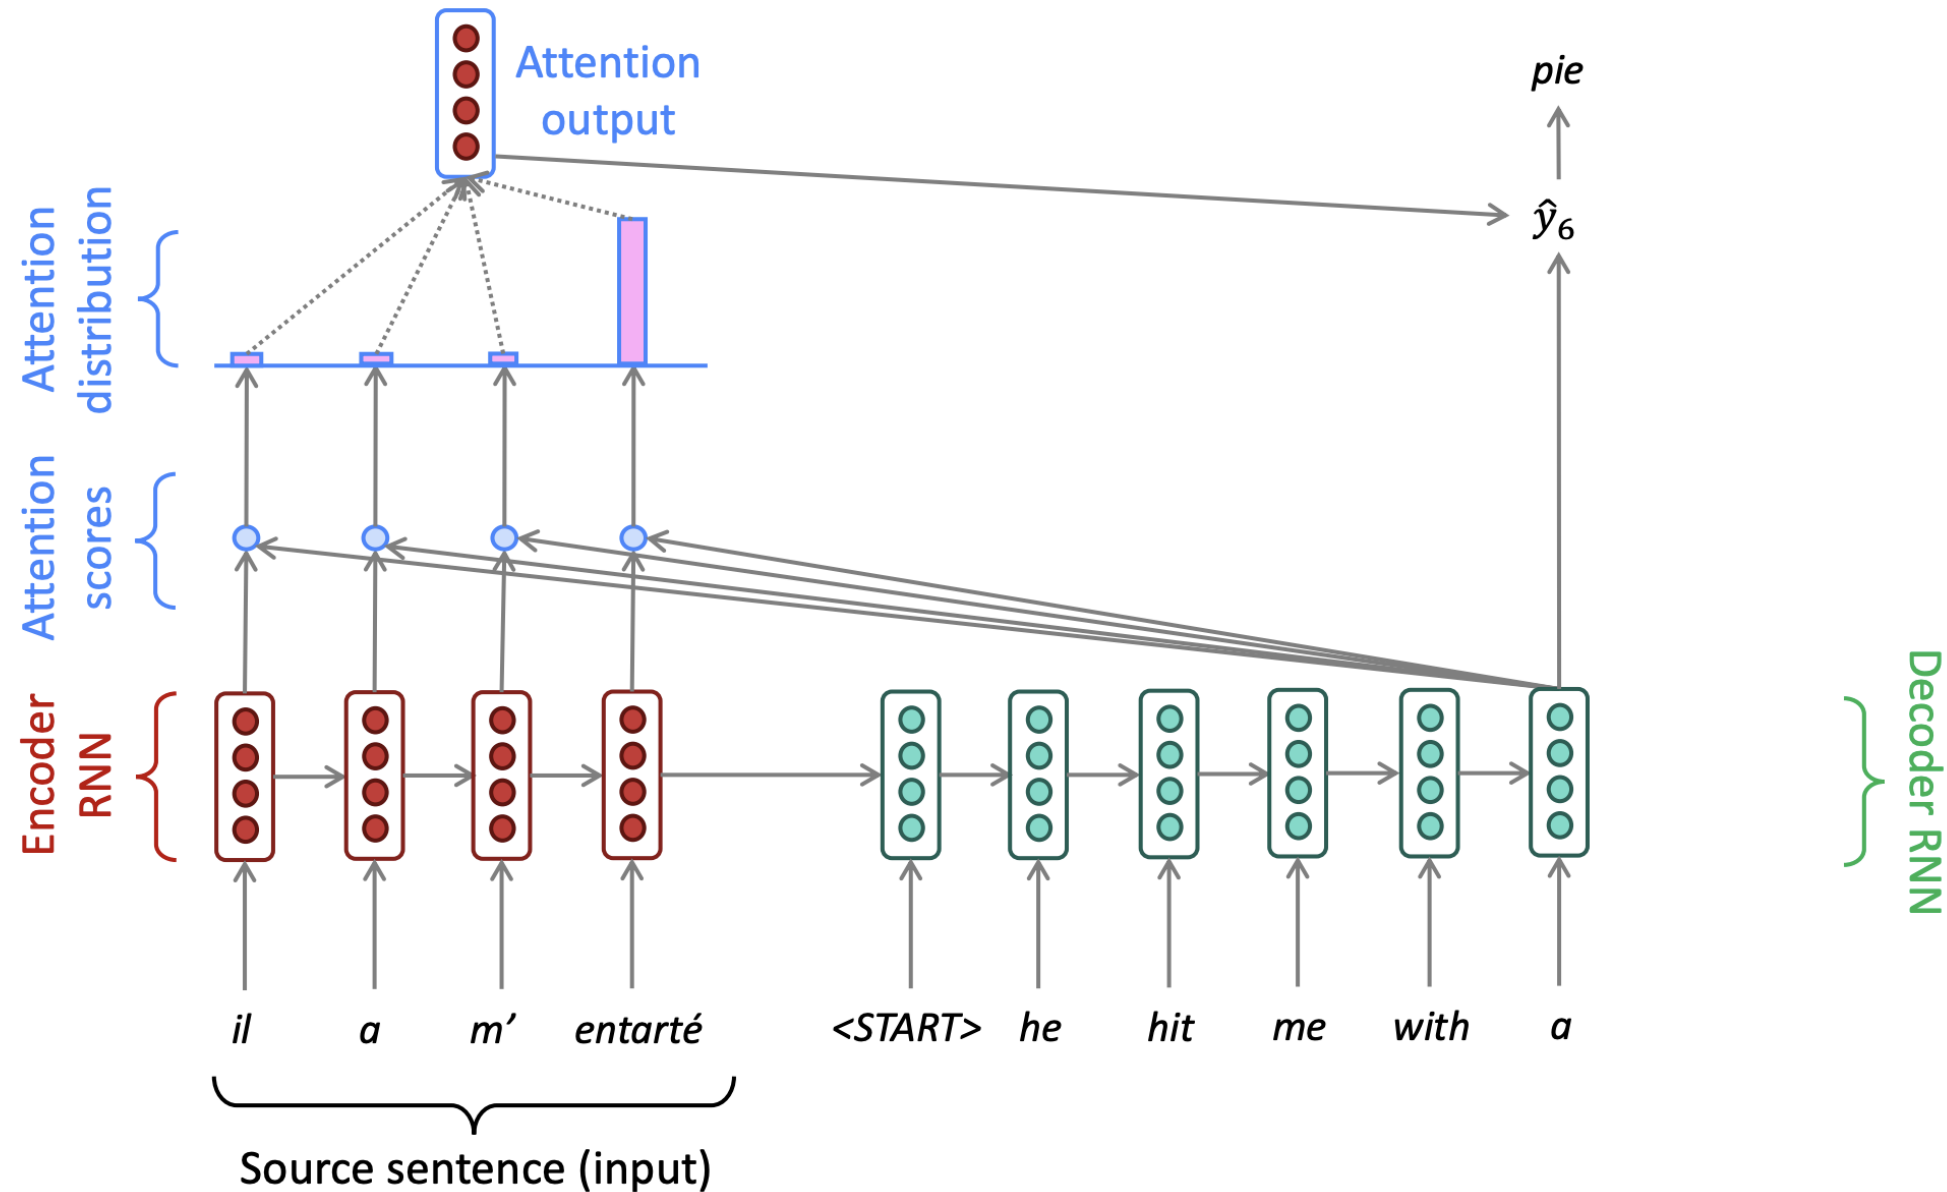 Attention
output
pie
Attention
distribution
ŷ₆
Attention
scores
Encoder
RNN
Decoder RNN
il a m’ entarté <START> he hit me with a
Source sentence (input)